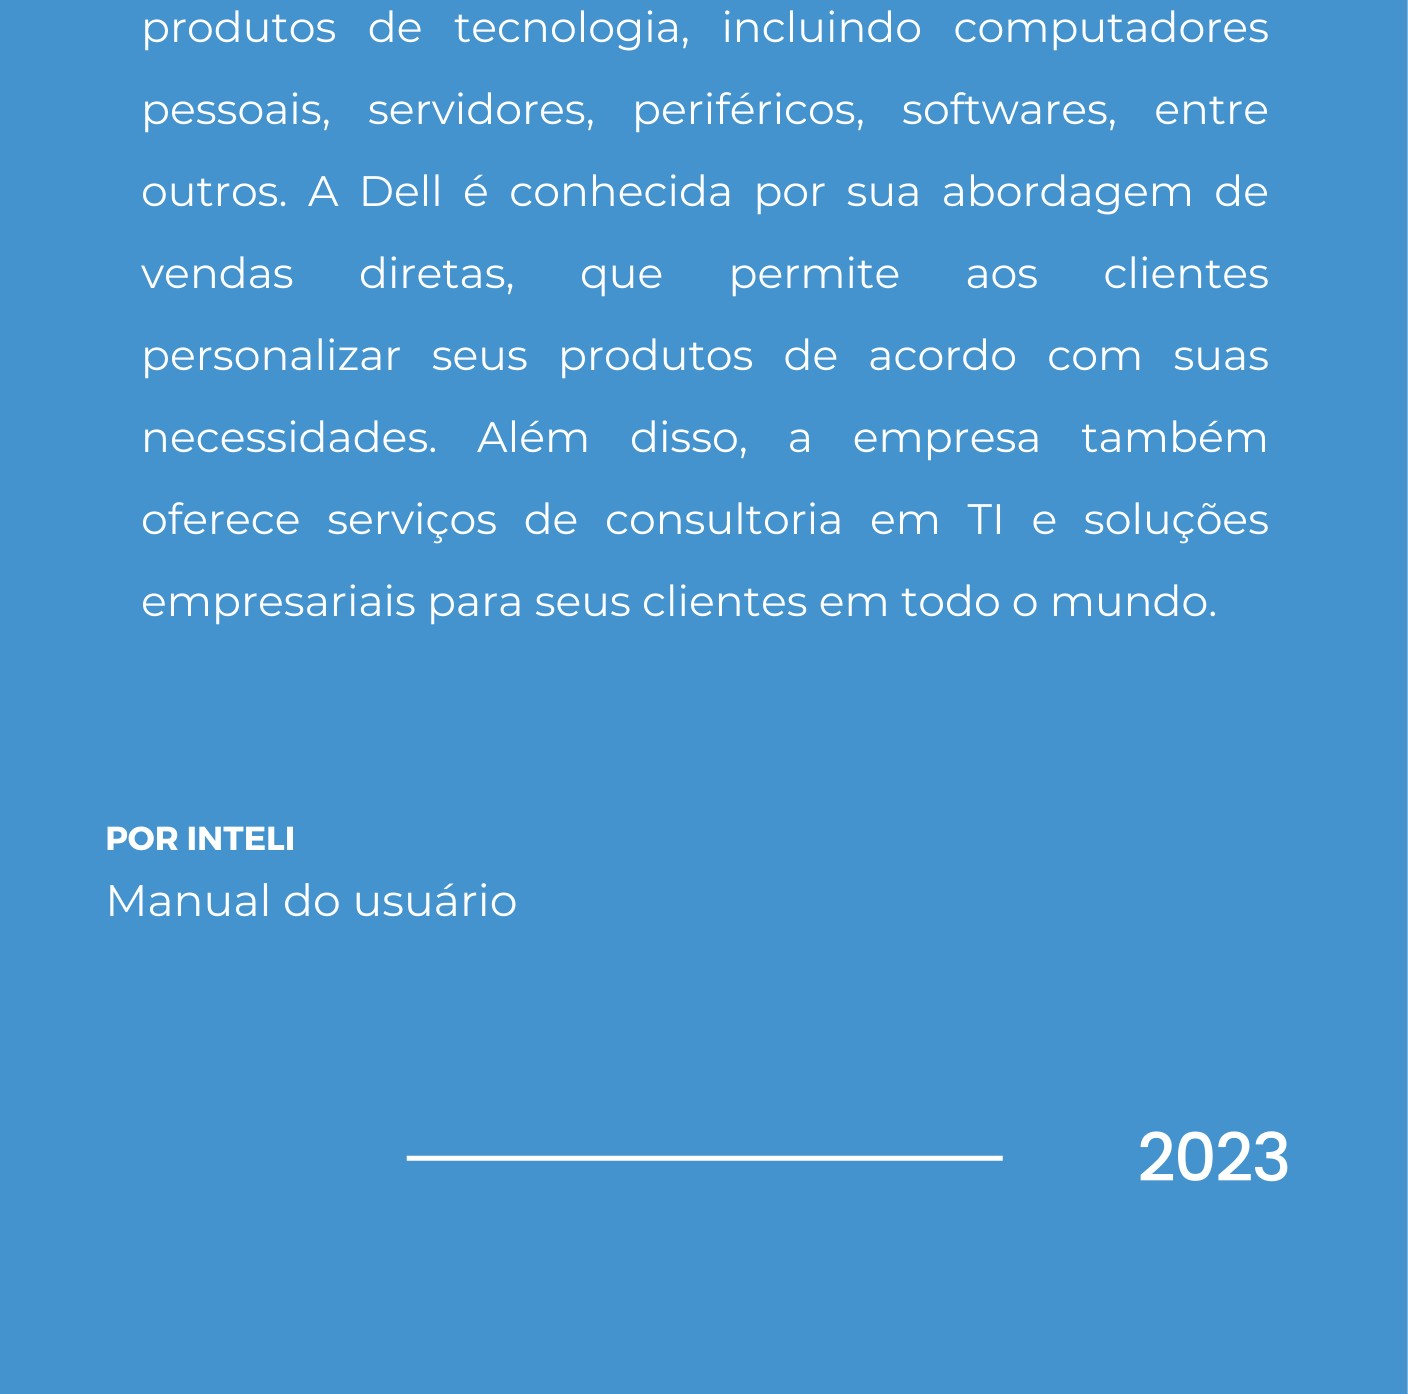 produtos de tecnologia, incluindo computadores
pessoais, servidores, periféricos, softwares, entre
outros. A Dell é conhecida por sua abordagem de
vendas diretas, que permite aos clientes
personalizar seus produtos de acordo com suas
necessidades. Além disso, a empresa também
oferece serviços de consultoria em TI e soluções
empresariais para seus clientes em todo o mundo.
POR INTELI
Manual do usuário
2023